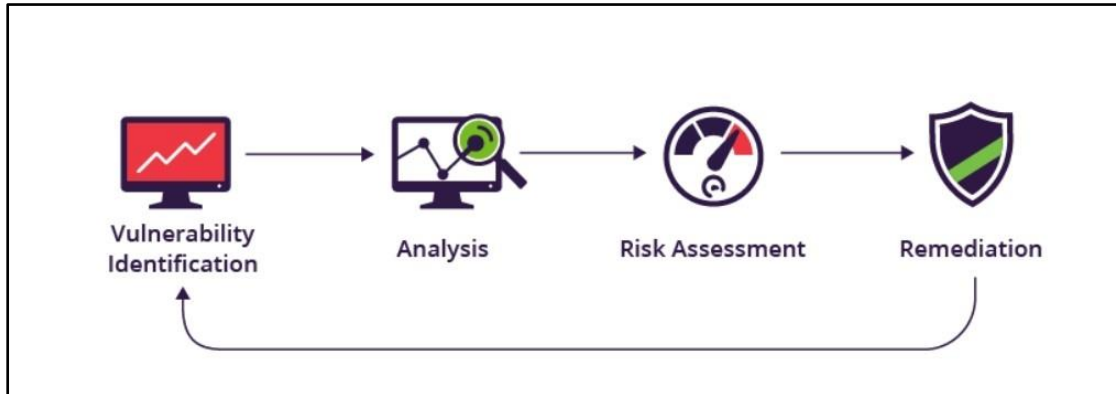 Vulnerability
Identification
Analysis
Risk Assessment
Remediation